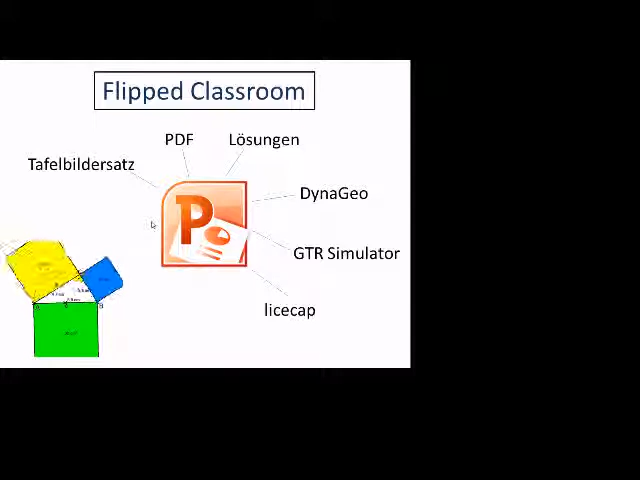 Flipped Classroom
PDF
Lösungen
Tafelbildersatz
DynaGeo
P
GTR Simulator
licecap